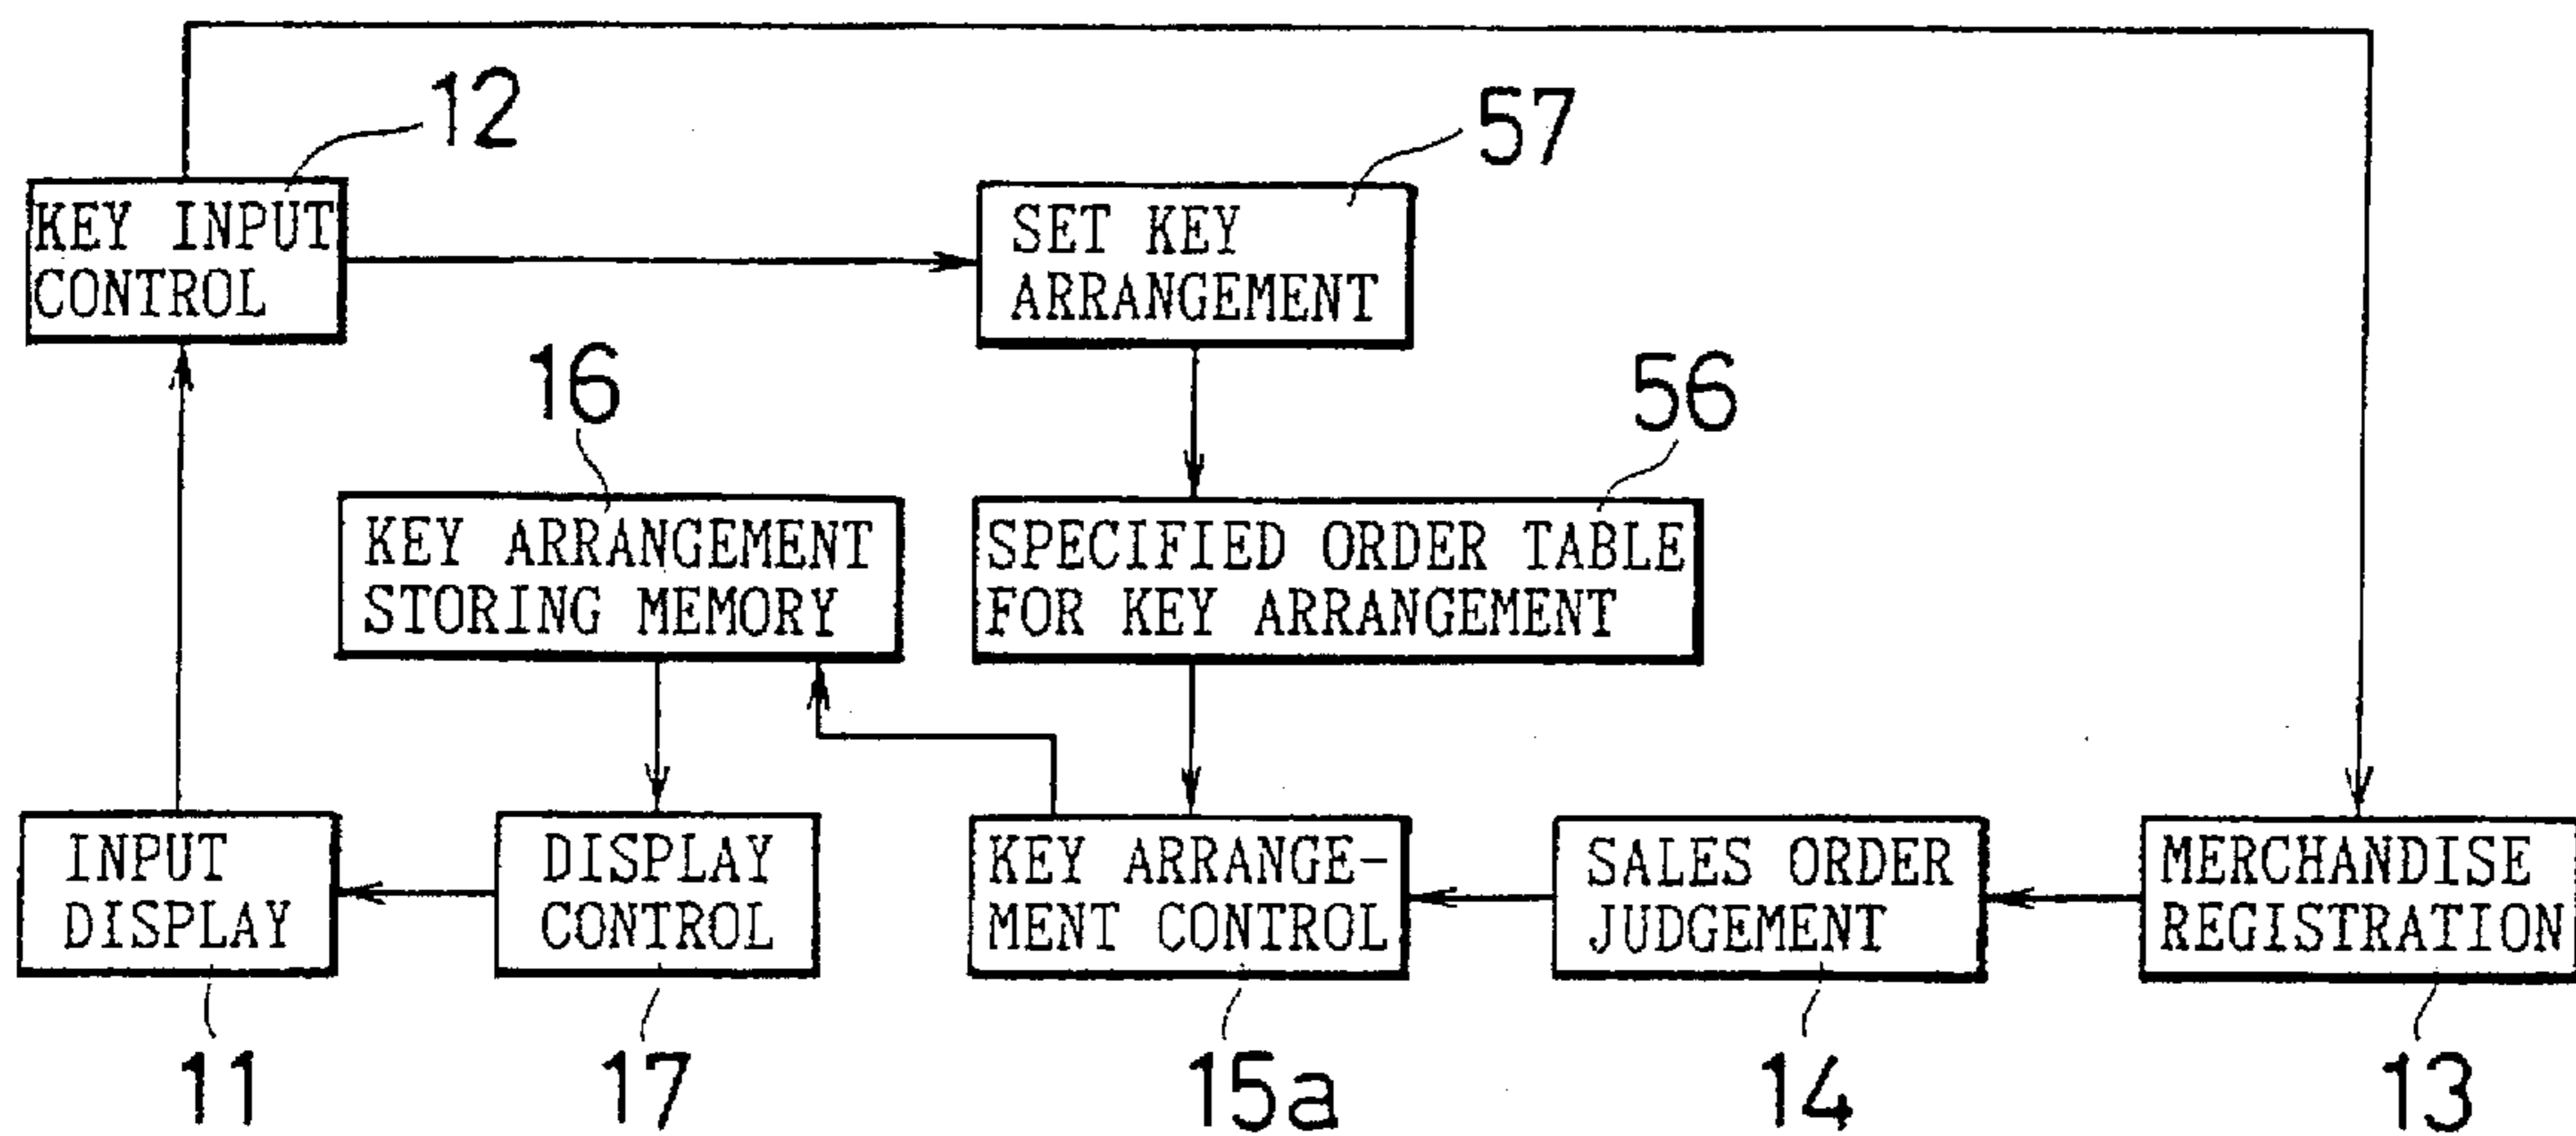 12
57
KEY INPUT
CONTROL
SET KEY
ARRANGEMENT
16
56
KEY ARRANGEMENT
STORING MEMORY
SPECIFIED ORDER TABLE
FOR KEY ARRANGEMENT
INPUT
DISPLAY
DISPLAY
CONTROL
KEY ARRANGE-
MENT CONTROL
SALES ORDER
JUDGEMENT
MERCHANDISE
REGISTRATION
11
17
15a
14
13